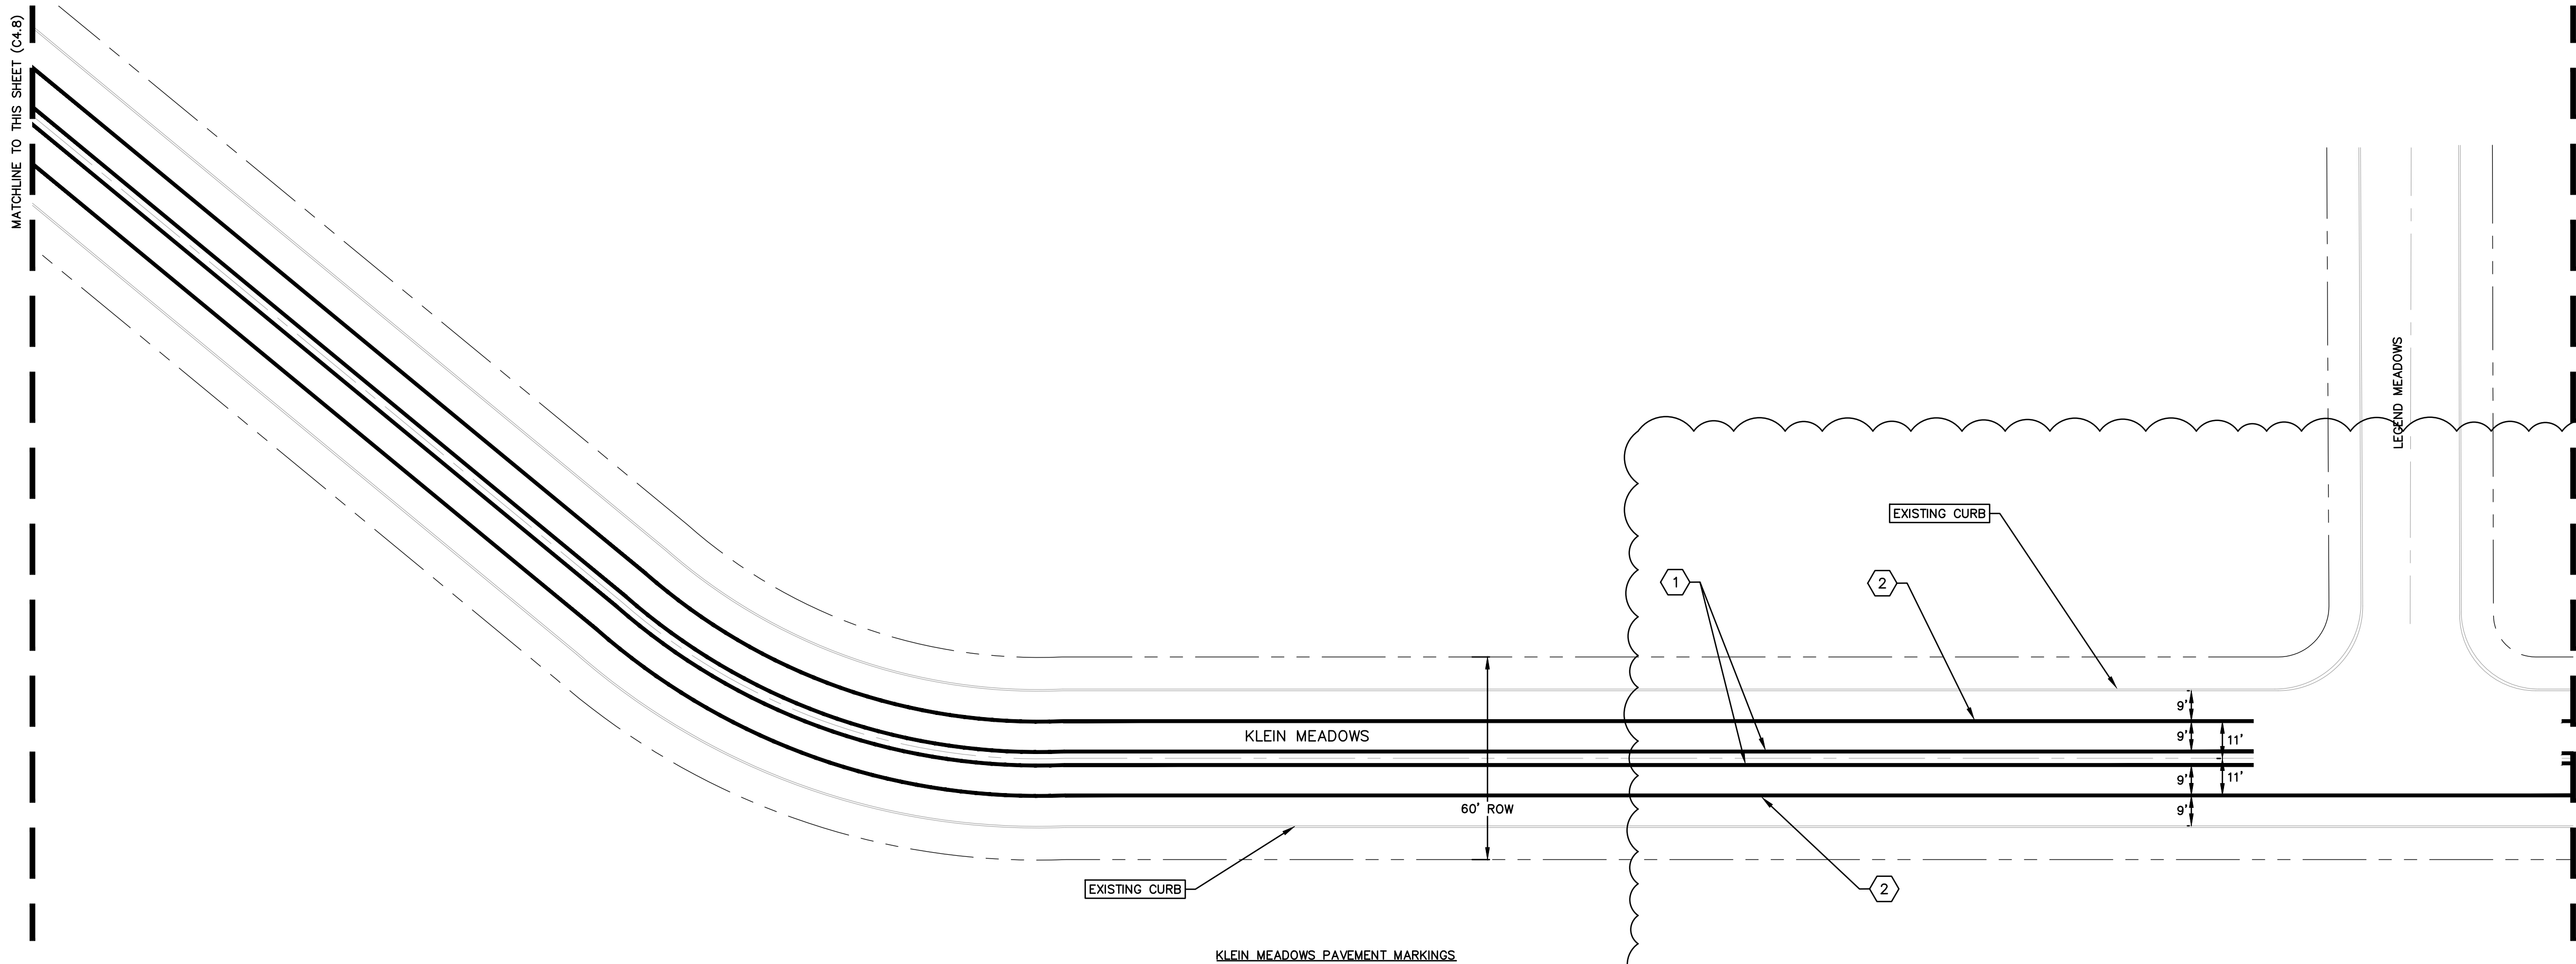 MATCHLINE TO THIS SHEET (C4.8)
LEGEND MEADOWS
EXISTING CURB
1
2
9'
KLEIN MEADOWS
9'
11'
9'
11'
60' ROW
9'
EXISTING CURB
2
KLEIN MEADOWS PAVEMENT MARKINGS